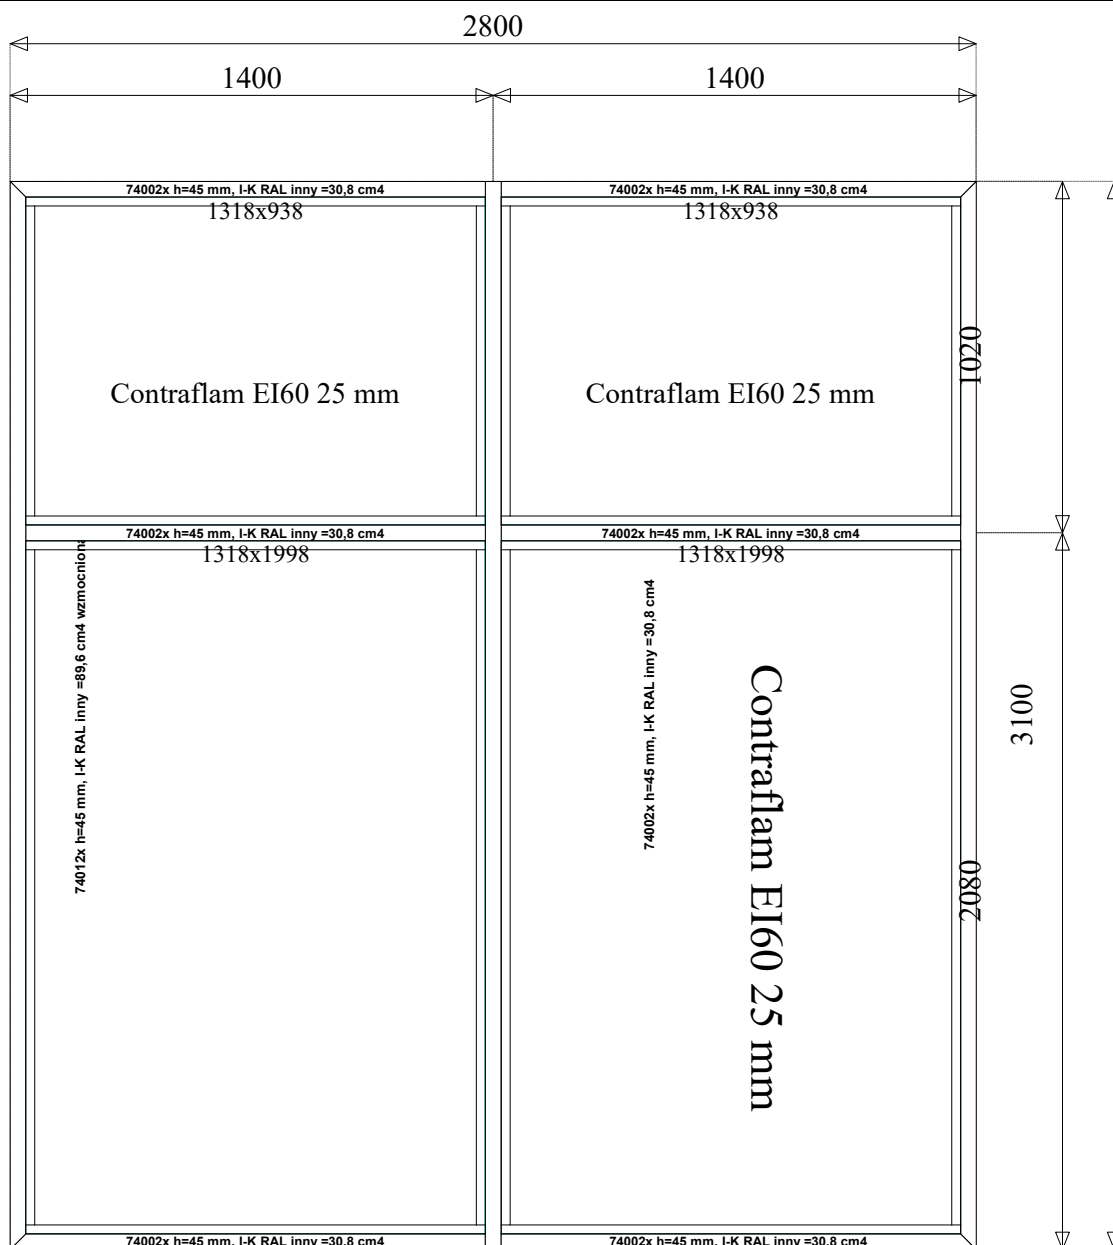 2800
1400
1400
74002x h=45 mm, I-K RAL inny =30,8 cm4
74002x h=45 mm, I-K RAL inny =30,8 cm4
1318x938
1318x938
1020
Contraflam EI60 25 mm
Contraflam EI60 25 mm
74002x h=45 mm, I-K RAL inny =30,8 cm4
74002x h=45 mm, I-K RAL inny =30,8 cm4
1318x1998
1318x1998
74012x h=45 mm, I-K RAL inny =89,6 cm4 wzmocniona
74002x h=45 mm, I-K RAL inny =30,8 cm4
Contraflam EI60 25 mm
3100
2080
74002x h=45 mm, I-K RAL inny =30,8 cm4
74002x h=45 mm, I-K RAL inny =30,8 cm4